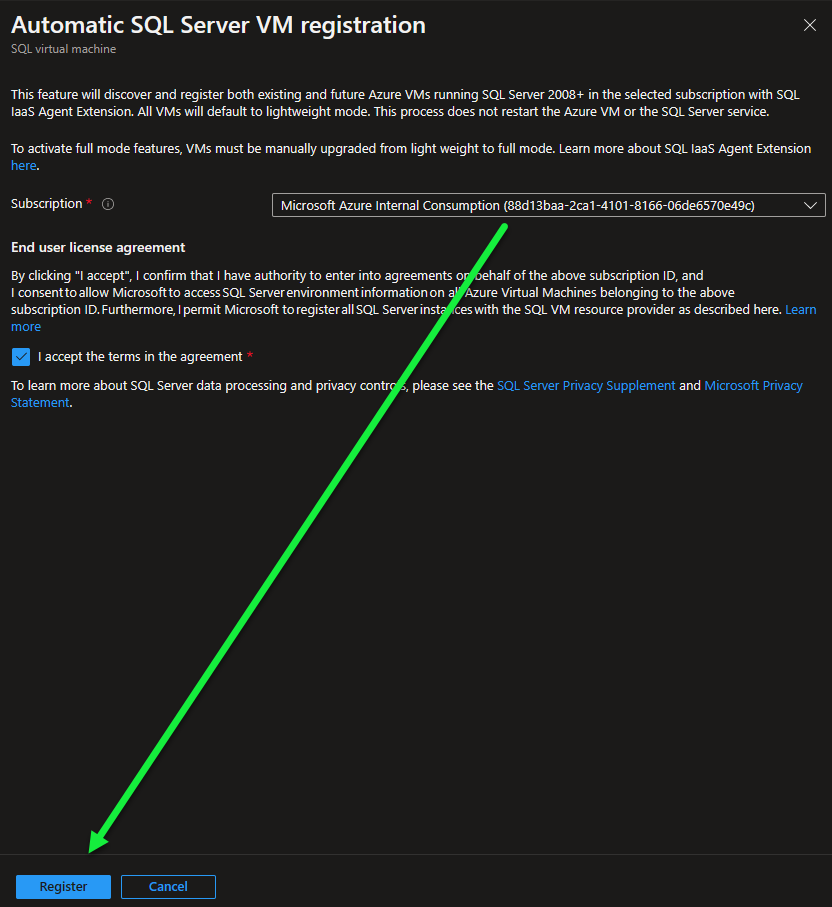 Automatic SQL Server VM registration
SQL virtual machine
This feature will discover and register both existing and future Azure VMs running SQL Server 2008+ in the selected subscription with SQL
IaaS Agent Extension. All VMs will default to lightweight mode. This process does not restart the Azure VM or the SQL Server service.
To activate full mode features, VMs must be manually upgraded from light weight to full mode. Learn more about SQL IaaS Agent Extension
here.
Subscription * Microsoft Azure Internal Consumption (88d13baa-2ca1-4101-8166-06de6570e49c)
End user license agreement
By clicking "I accept", I confirm that I have authority to enter into agreements on behalf of the above subscription ID, and
I consent to allow Microsoft to access SQL Server environment information on all Azure Virtual Machines belonging to the above
subscription ID. Furthermore, I permit Microsoft to register all SQL Server instances with the SQL VM resource provider as described here. Learn
more
I accept the terms in the agreement *
To learn more about SQL Server data processing and privacy controls, please see the SQL Server Privacy Supplement and Microsoft Privacy
Statement.
Register Cancel